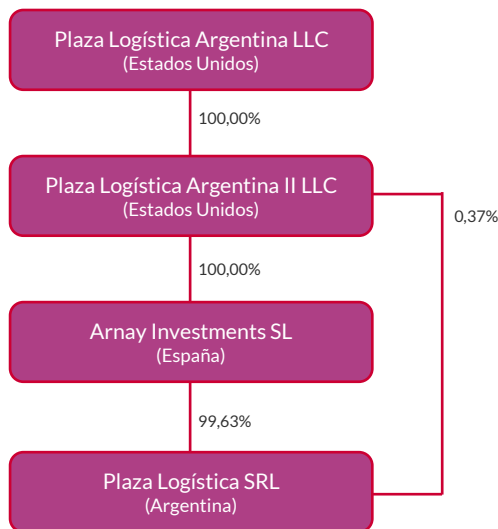 Plaza Logística Argentina LLC
(Estados Unidos)
100,00%
Plaza Logística Argentina II LLC
(Estados Unidos)
0,37%
100,00%
Arnay Investments SL
(España)
99,63%
Plaza Logística SRL
(Argentina)